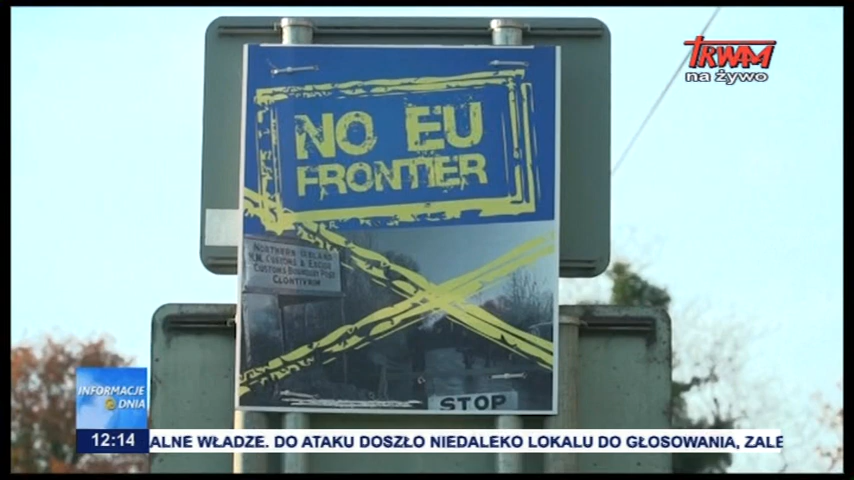 TRWAM
na żywo
NO EU
FRONTIER
NORTHERN IRELAND
H.M. CUSTOMS & EXCISE
CUSTOMS BOUNDARY POST
CLONTIVRIN
STOP
INFORMACJE
DNIA
12:14
ALNE WŁADZE. DO ATAKU DOSZŁO NIEDALEKO LOKALU DO GŁOSOWANIA, ZALE